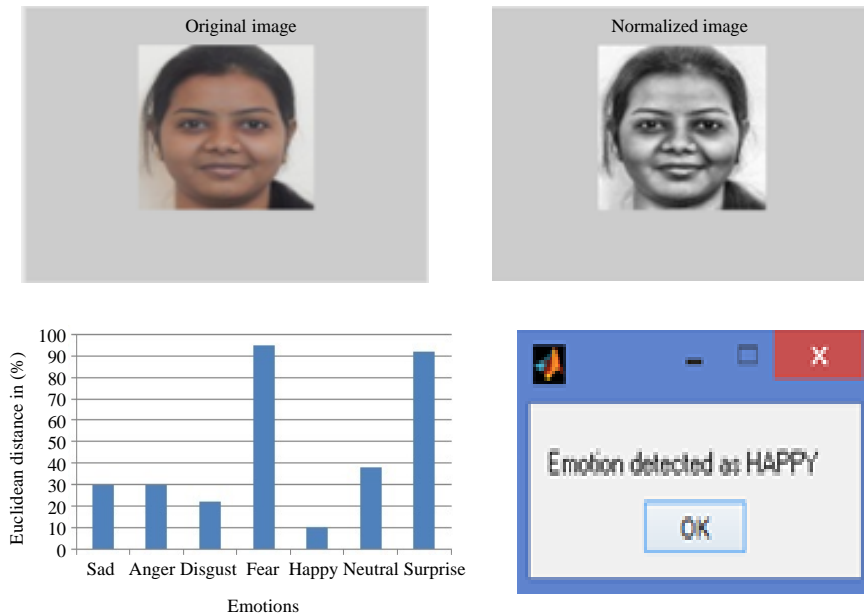 Original image
Normalized image
Euclidean distance in (%)
100
90
80
70
60
50
40
30
20
10
0
Sad Anger Disgust Fear Happy Neutral Surprise
Emotions
x
Emotion detected as HAPPY
OK